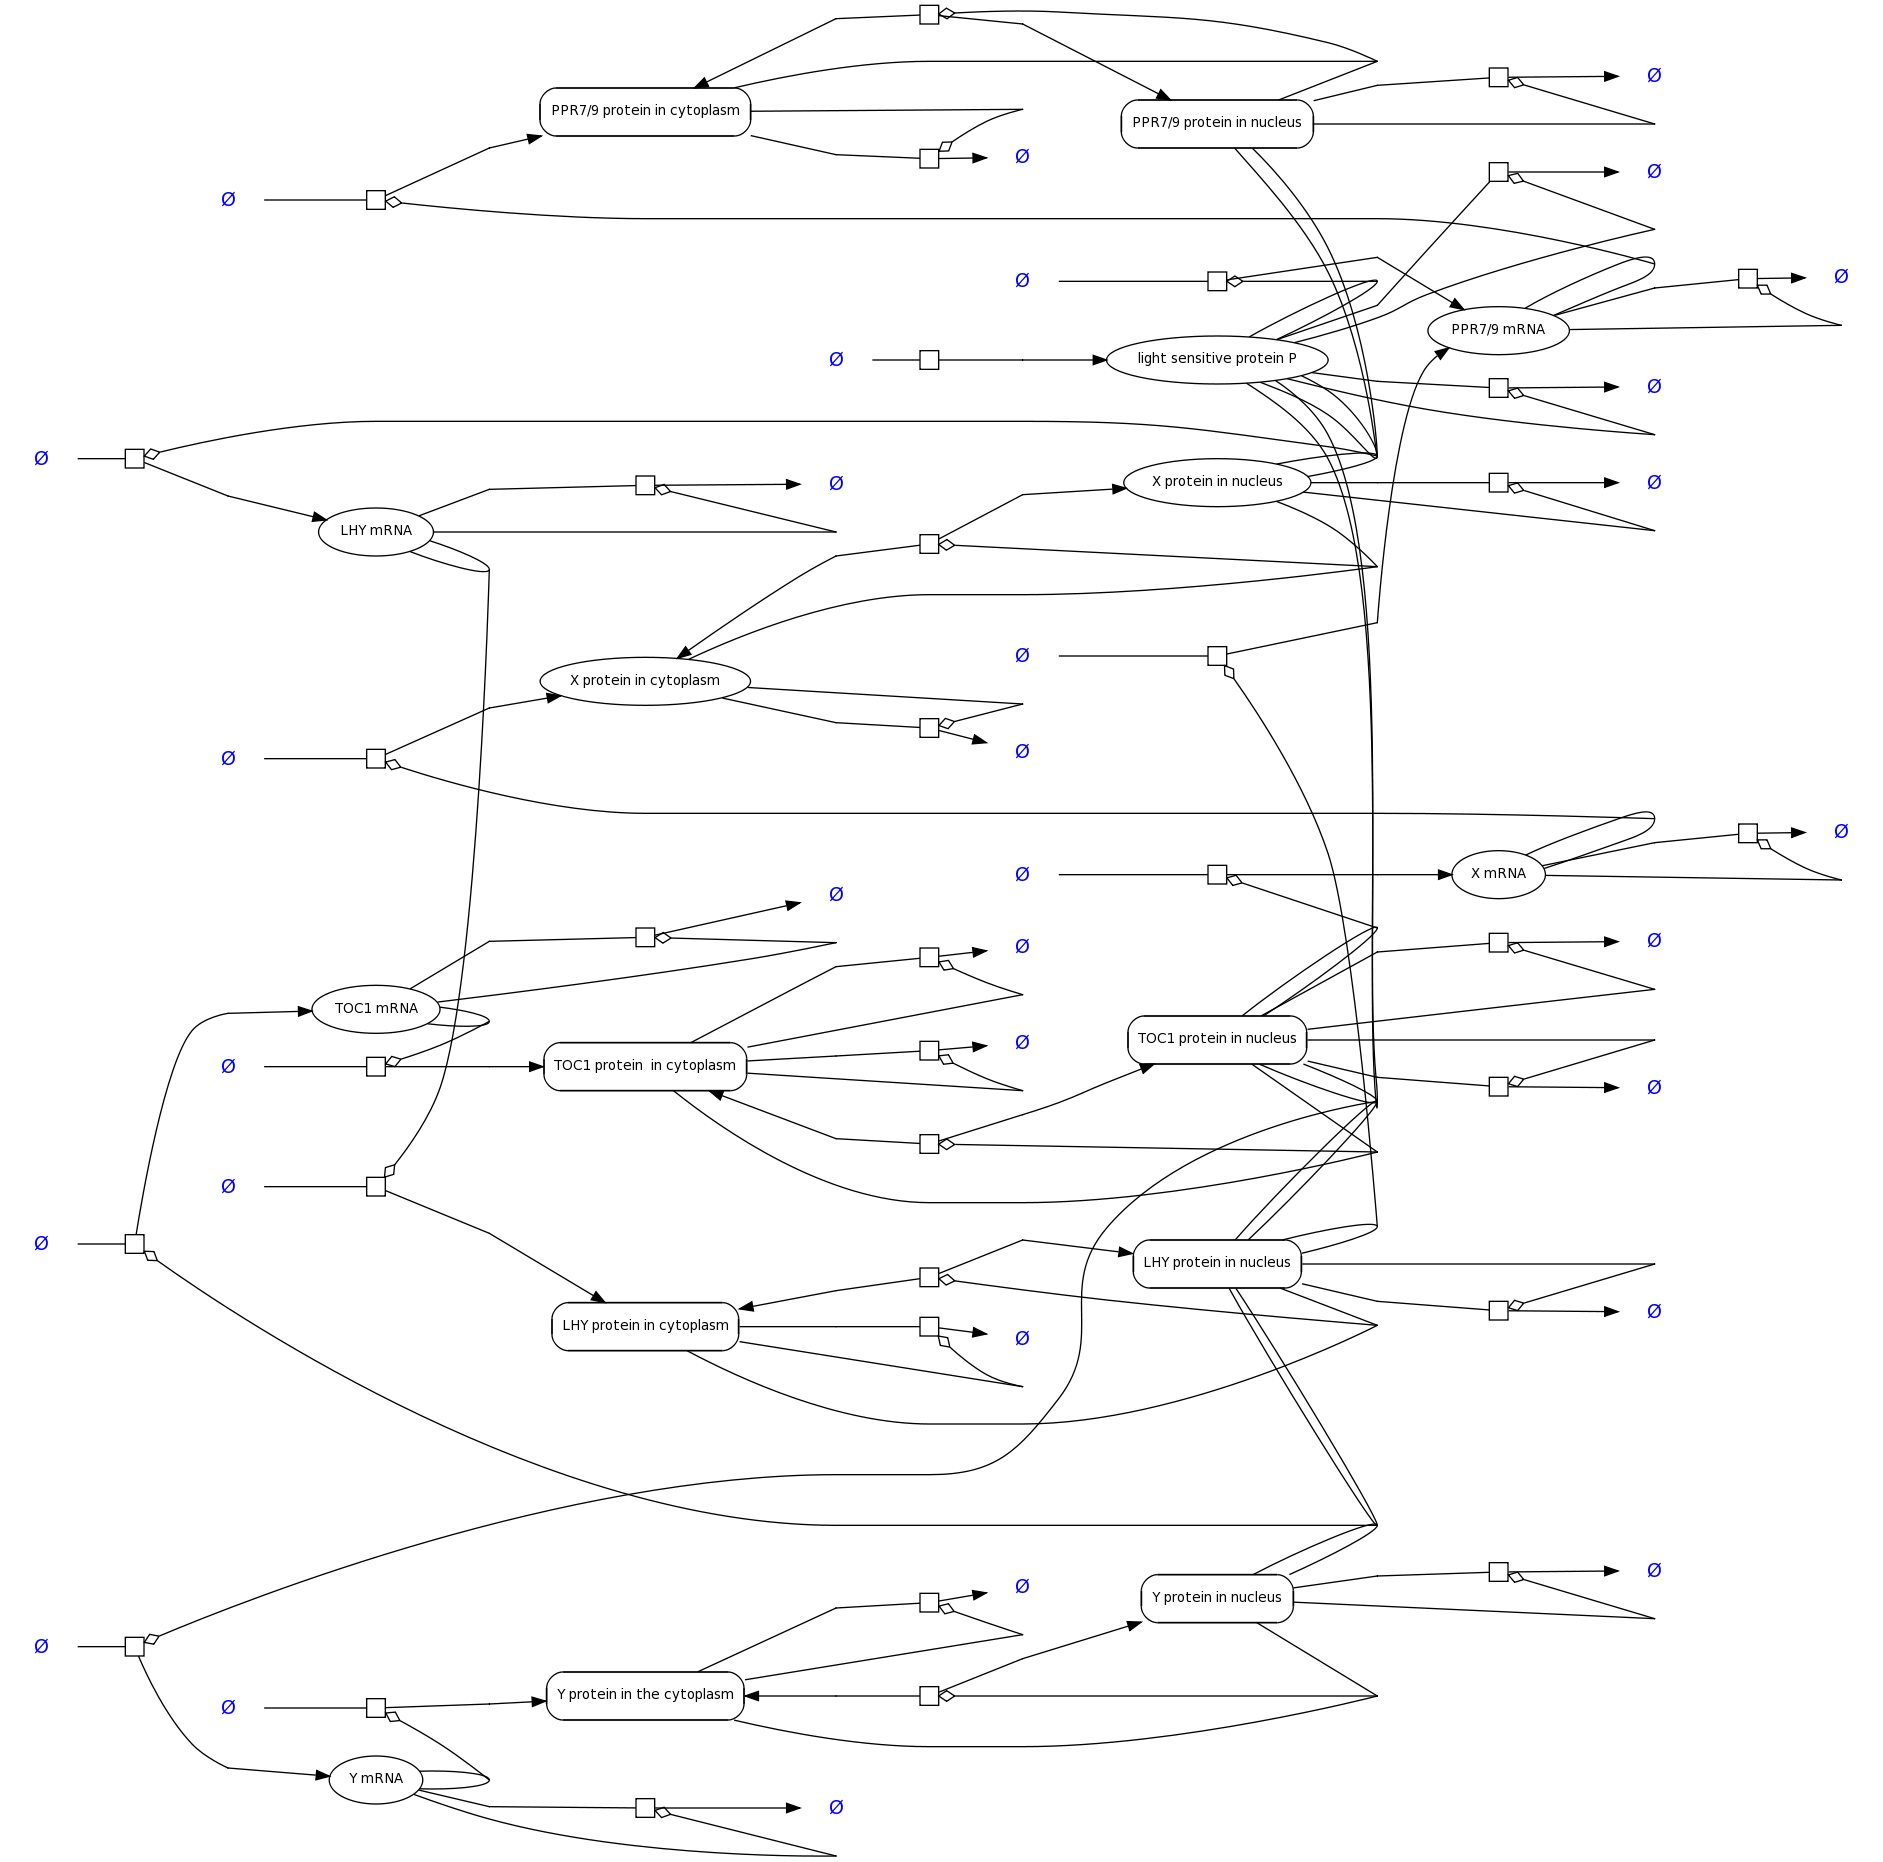 Ø
PPR7/9 protein in cytoplasm
PPR7/9 protein in nucleus
Ø
Ø
Ø
Ø
Ø
PPR7/9 mRNA
Ø
Ø
light sensitive protein P
Ø
Ø
LHY mRNA
Ø
X protein in nucleus
Ø
X protein in cytoplasm
Ø
Ø
Ø
Ø
Ø
X mRNA
Ø
TOC1 mRNA
Ø
Ø
TOC1 protein in cytoplasm
Ø
TOC1 protein in nucleus
Ø
Ø
Ø
Ø
Ø
LHY protein in nucleus
Ø
LHY protein in cytoplasm
Ø
Y protein in nucleus
Ø
Ø
Ø
Ø
Y protein in the cytoplasm
Y mRNA
Ø